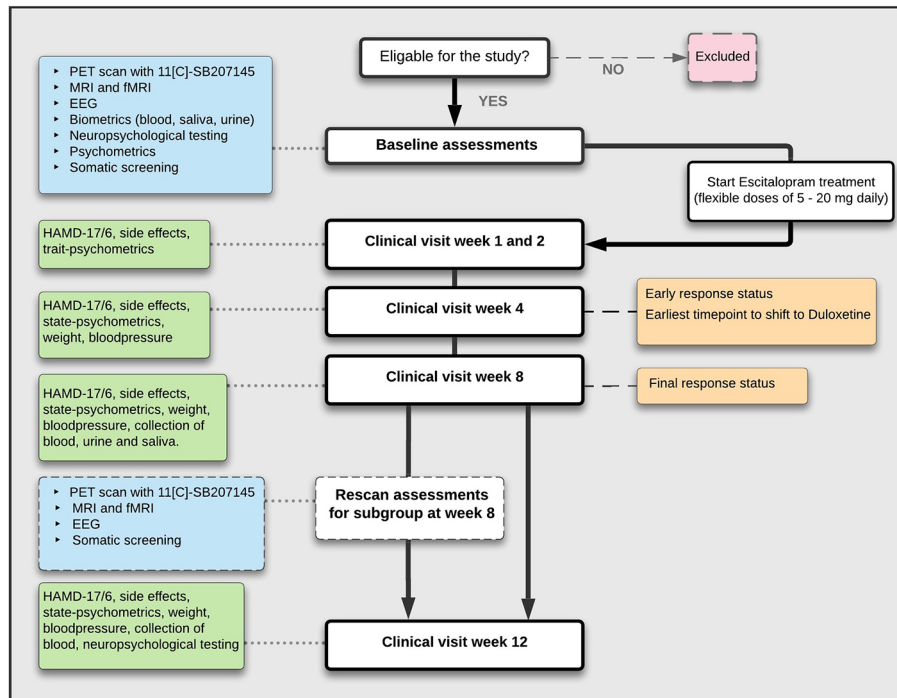 Eligable for the study?
NO
Excluded
YES
‣ PET scan with 11[C]-SB207145
‣ MRI and fMRI
‣ EEG
‣ Biometrics (blood, saliva, urine)
‣ Neuropsychological testing
‣ Psychometrics
‣ Somatic screening
Baseline assessments
Start Escitalopram treatment
(flexible doses of 5 - 20 mg daily)
HAMD-17/6, side effects,
trait-psychometrics
Clinical visit week 1 and 2
HAMD-17/6, side effects,
state-psychometrics,
weight, bloodpressure
Clinical visit week 4
Early response status
Earliest timepoint to shift to Duloxetine
HAMD-17/6, side effects,
state-psychometrics, weight,
bloodpressure, collection of
blood, urine and saliva.
Clinical visit week 8
Final response status
‣ PET scan with 11[C]-SB207145
‣ MRI and fMRI
‣ EEG
‣ Somatic screening
Rescan assessments
for subgroup at week 8
HAMD-17/6, side effects,
state-psychometrics, weight,
bloodpressure, collection of
blood, neuropsychological testing
Clinical visit week 12